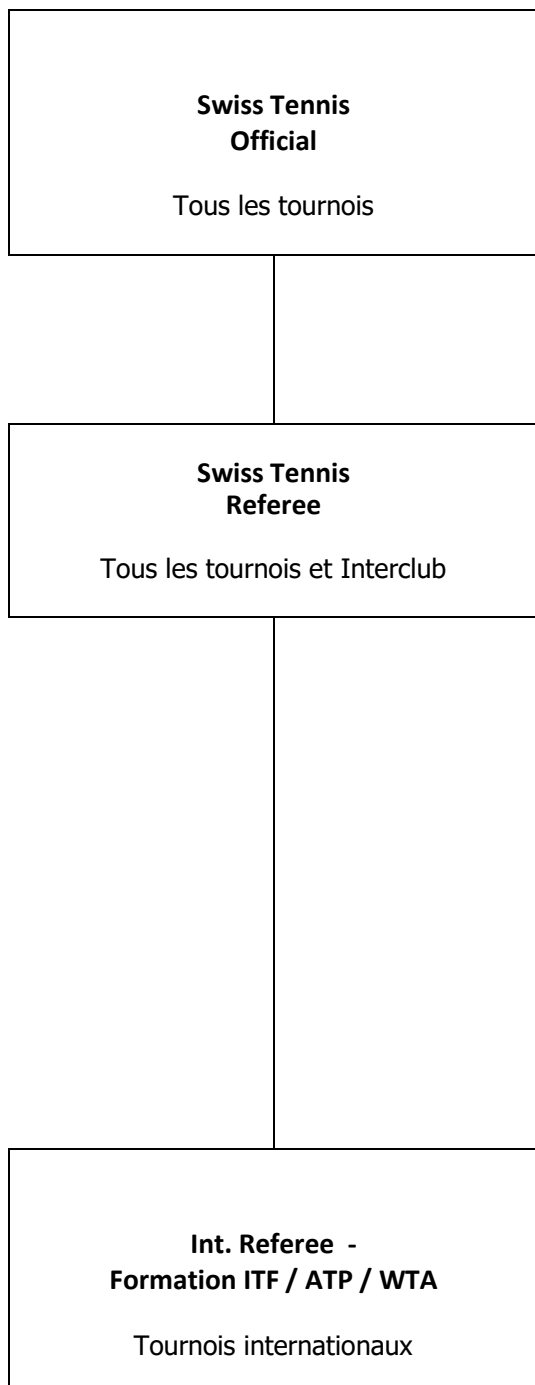 Swiss Tennis
Official
Tous les tournois
Swiss Tennis
Referee
Tous les tournois et Interclub
Int. Referee -
Formation ITF / ATP / WTA
Tournois internationaux